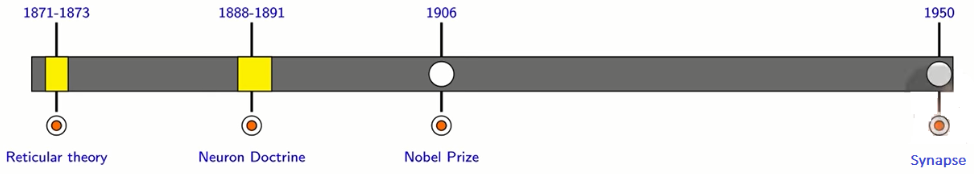 1871-1873
1888-1891
1906
1950
Reticular theory
Neuron Doctrine
Nobel Prize
Synapse